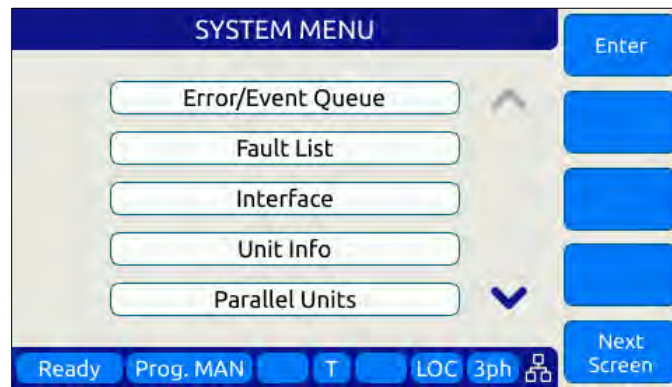 SYSTEM MENU
Enter
Error/Event Queue
Fault List
Interface
Unit Info
Parallel Units
Next
Screen
Ready Prog. MAN T LOC 3ph